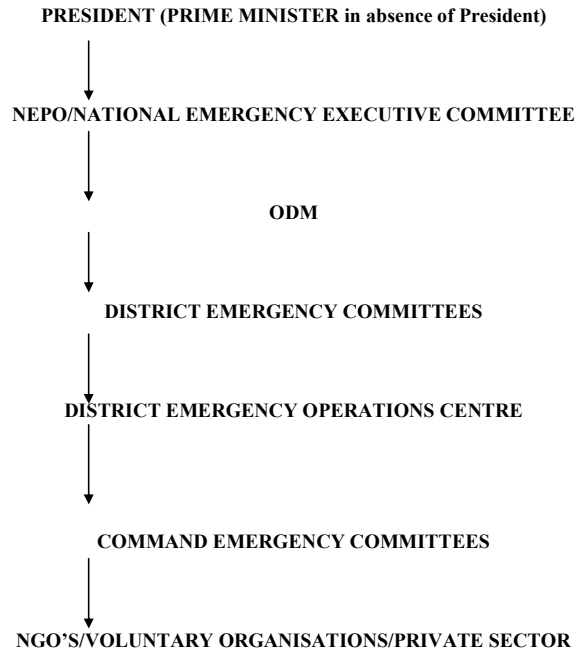 PRESIDENT (PRIME MINISTER in absence of President)
NEPO/NATIONAL EMERGENCY EXECUTIVE COMMITTEE
ODM
DISTRICT EMERGENCY COMMITTEES
DISTRICT EMERGENCY OPERATIONS CENTRE
COMMAND EMERGENCY COMMITTEES
NGO’S/VOLUNTARY ORGANISATIONS/PRIVATE SECTOR